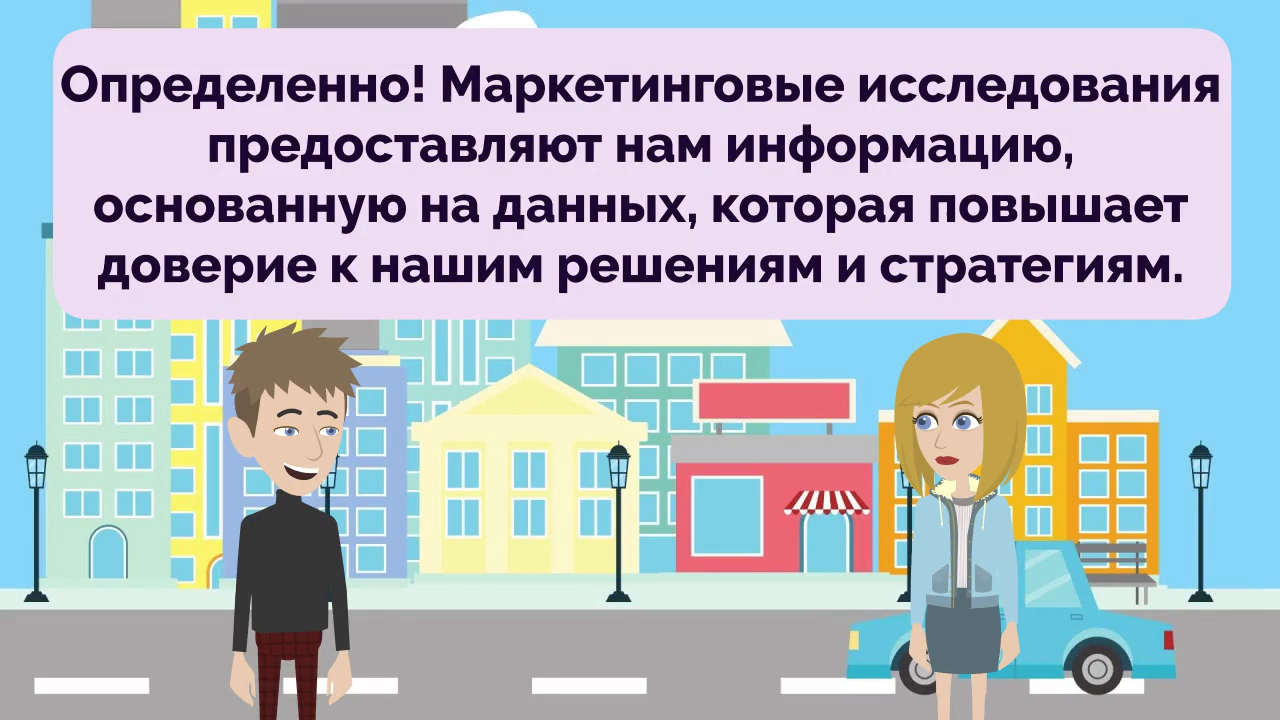 Определенно! Маркетинговые исследования
предоставляют нам информацию,
основанную на данных, которая повышает
доверие к нашим решениям и стратегиям.